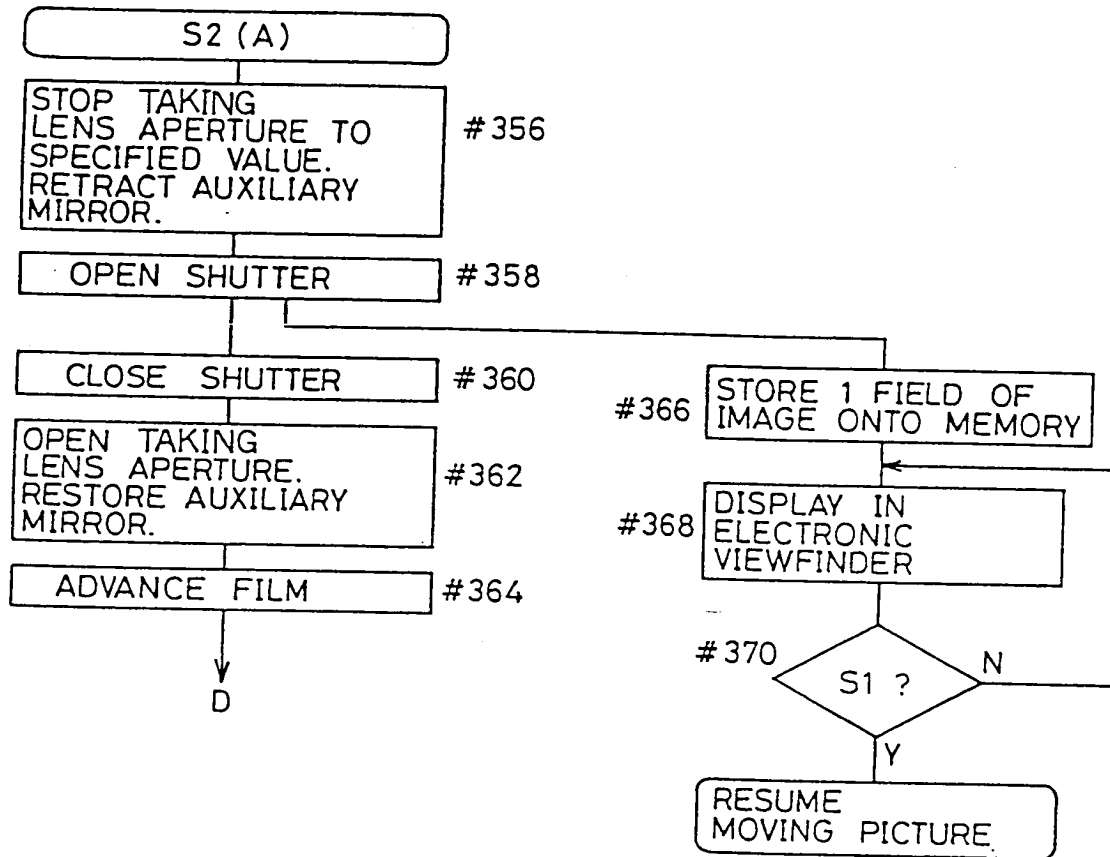 S2 (A)
STOP TAKING
LENS APERTURE TO
SPECIFIED VALUE.
RETRACT AUXILIARY
MIRROR.
#356
OPEN SHUTTER
#358
CLOSE SHUTTER
#360
OPEN TAKING
LENS APERTURE.
RESTORE AUXILIARY
MIRROR.
#362
ADVANCE FILM
#364
D
#366
STORE 1 FIELD OF
IMAGE ONTO MEMORY
#368
DISPLAY IN
ELECTRONIC
VIEWFINDER
#370
S1 ?
N
Y
RESUME
MOVING PICTURE